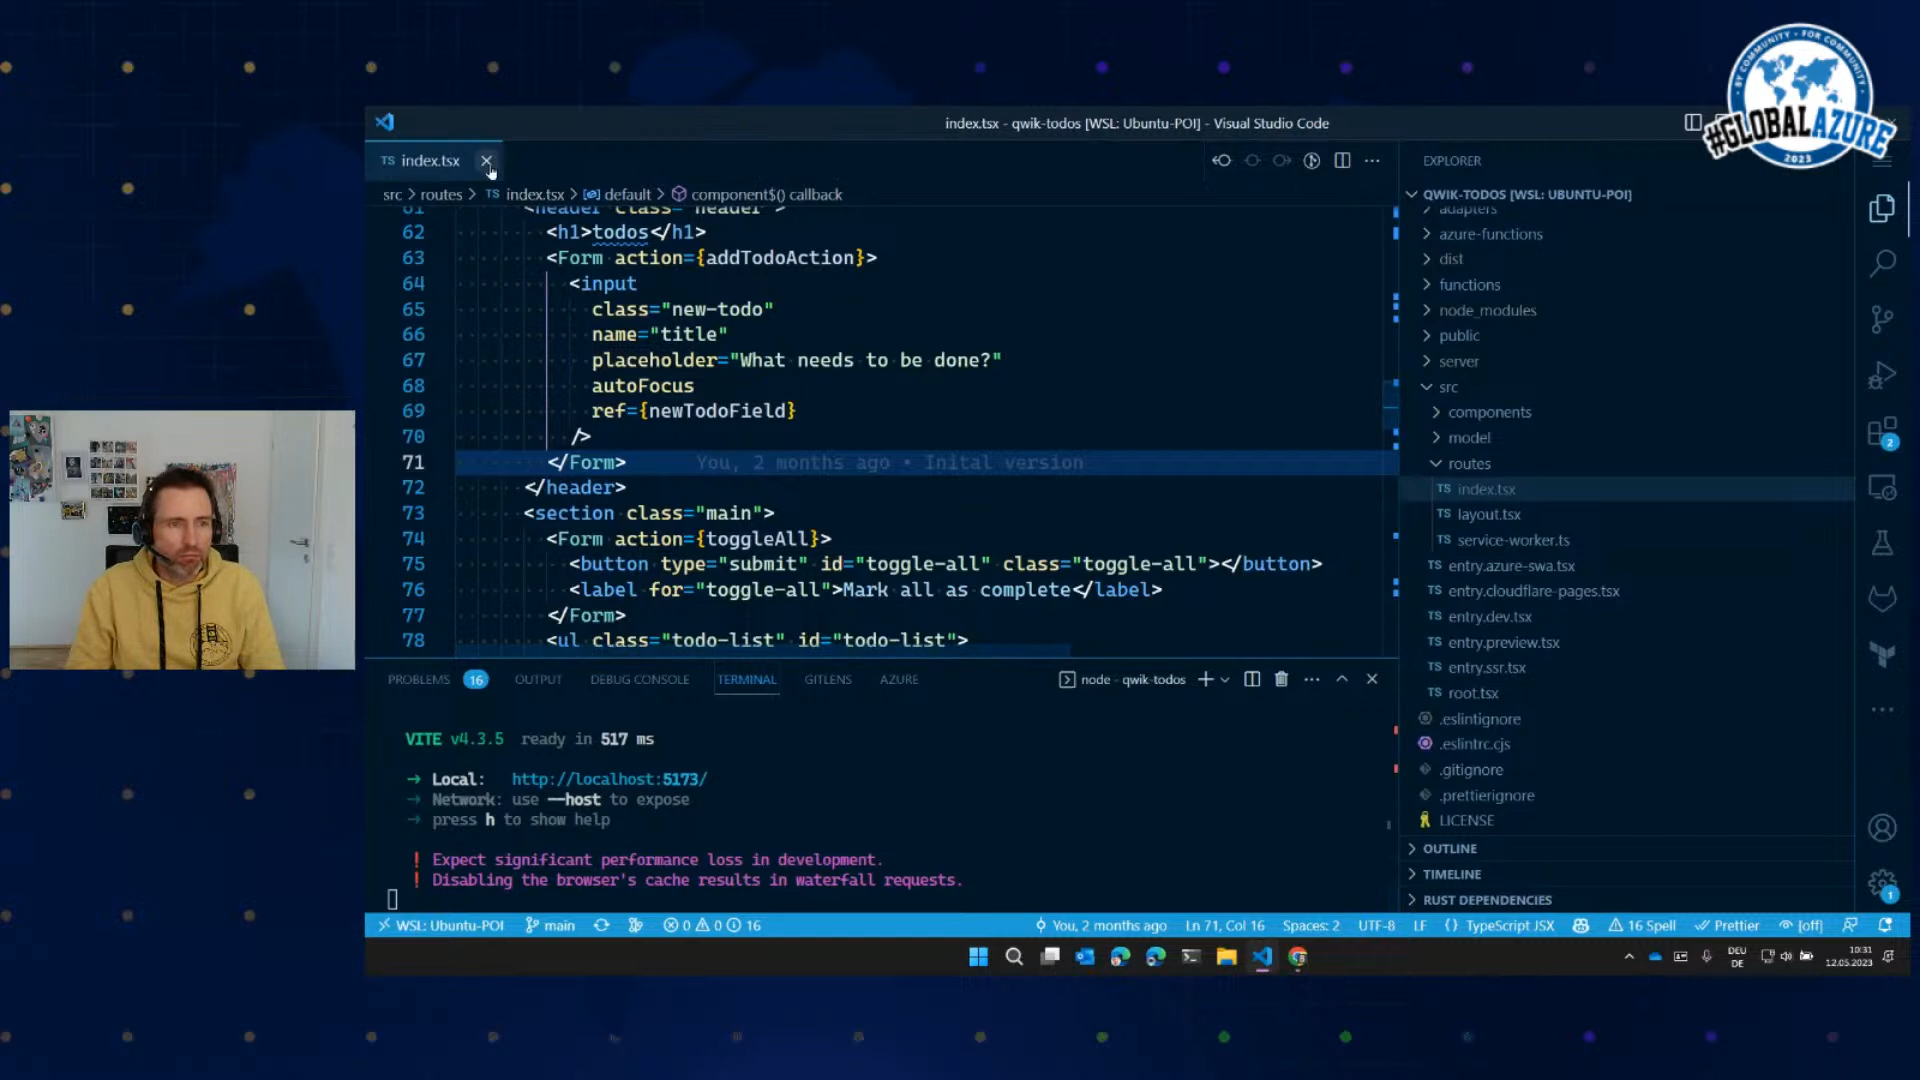 BY COMMUNITY · FOR COMMUNITY
#GLOBALAZURE
2023
index.tsx - qwik-todos [WSL: Ubuntu-POI] - Visual Studio Code
TS index.tsx
src > routes > TS index.tsx > default > component$() callback
61 <header class="header">
62 <h1>todos</h1>
63 <Form action={addTodoAction}>
64 <input
65 class="new-todo"
66 name="title"
67 placeholder="What needs to be done?"
68 autoFocus
69 ref={newTodoField}
70 />
71 </Form> You, 2 months ago • Inital version
72 </header>
73 <section class="main">
74 <Form action={toggleAll}>
75 <button type="submit" id="toggle-all" class="toggle-all"></button>
76 <label for="toggle-all">Mark all as complete</label>
77 </Form>
78 <ul class="todo-list" id="todo-list">
EXPLORER
QWIK-TODOS [WSL: UBUNTU-POI]
adapters
azure-functions
dist
functions
node_modules
public
server
src
components
model
routes
TS index.tsx
TS layout.tsx
TS service-worker.ts
TS entry.azure-swa.tsx
TS entry.cloudflare-pages.tsx
TS entry.dev.tsx
TS entry.preview.tsx
TS entry.ssr.tsx
TS root.tsx
.eslintignore
.eslintrc.cjs
.gitignore
.prettierignore
LICENSE
OUTLINE
TIMELINE
RUST DEPENDENCIES
2
1
PROBLEMS 16 OUTPUT DEBUG CONSOLE TERMINAL GITLENS AZURE
node - qwik-todos
VITE v4.3.5 ready in 517 ms
→ Local: http://localhost:5173/
→ Network: use --host to expose
→ press h to show help
! Expect significant performance loss in development.
! Disabling the browser's cache results in waterfall requests.
WSL: Ubuntu-POI main 0 0 16
You, 2 months ago Ln 71, Col 16 Spaces: 2 UTF-8 LF {} TypeScript JSX 16 Spell Prettier [off]
DEU
DE
10:31
12.05.2023